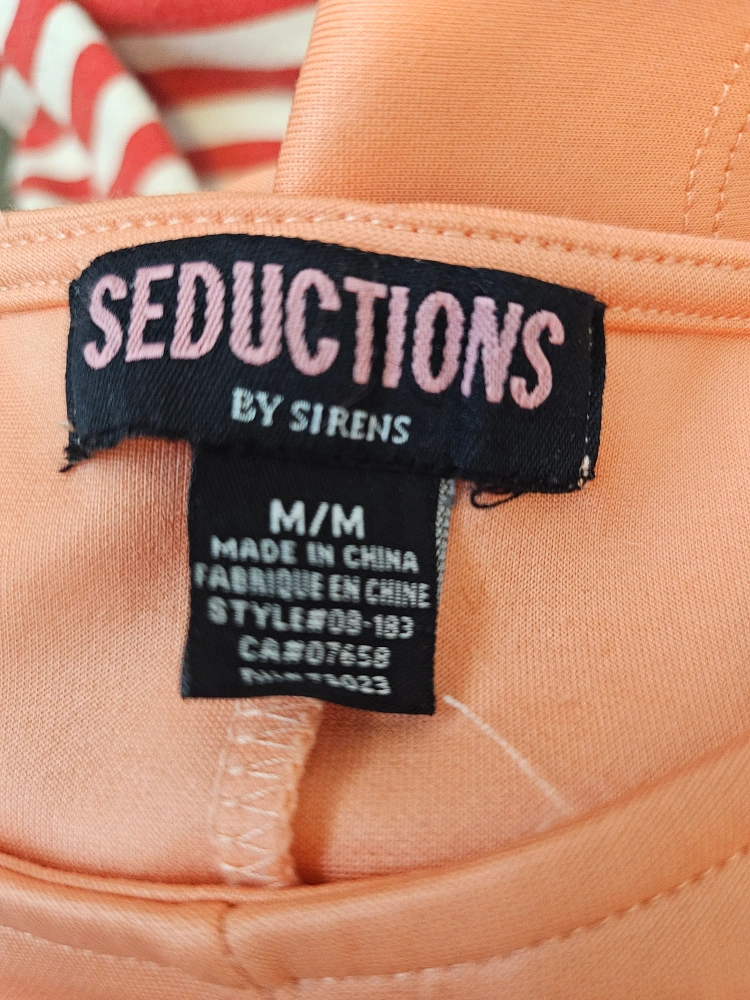 SEDUCTIONS
BY SIRENS
M/M
MADE IN CHINA
FABRIQUE EN CHINE
STYLE#08-183
CA#07658